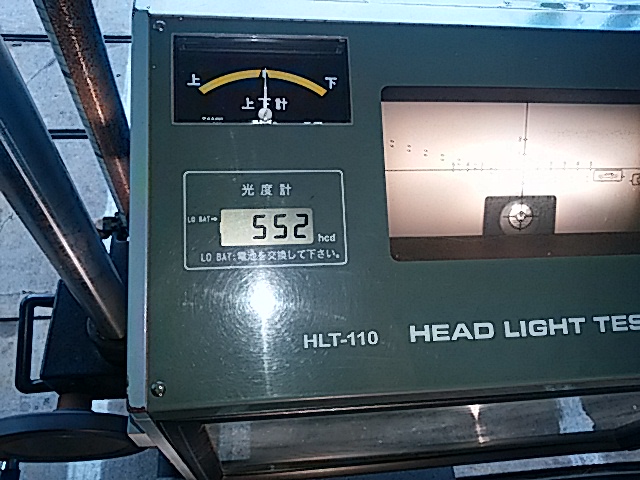 上 下
上下計
光度計
LO BAT➡
552 hcd
LO BAT:電池を交換して下さい。
HLT-110 HEAD LIGHT TES